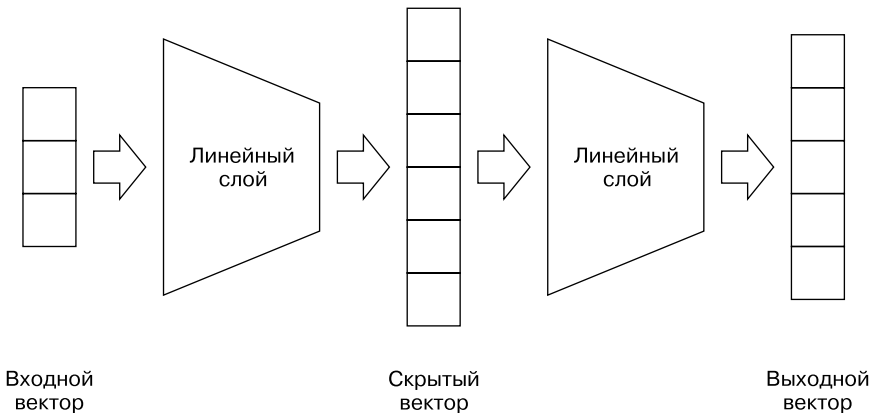 Линейный
слой
Линейный
слой
Входной
вектор
Скрытый
вектор
Выходной
вектор